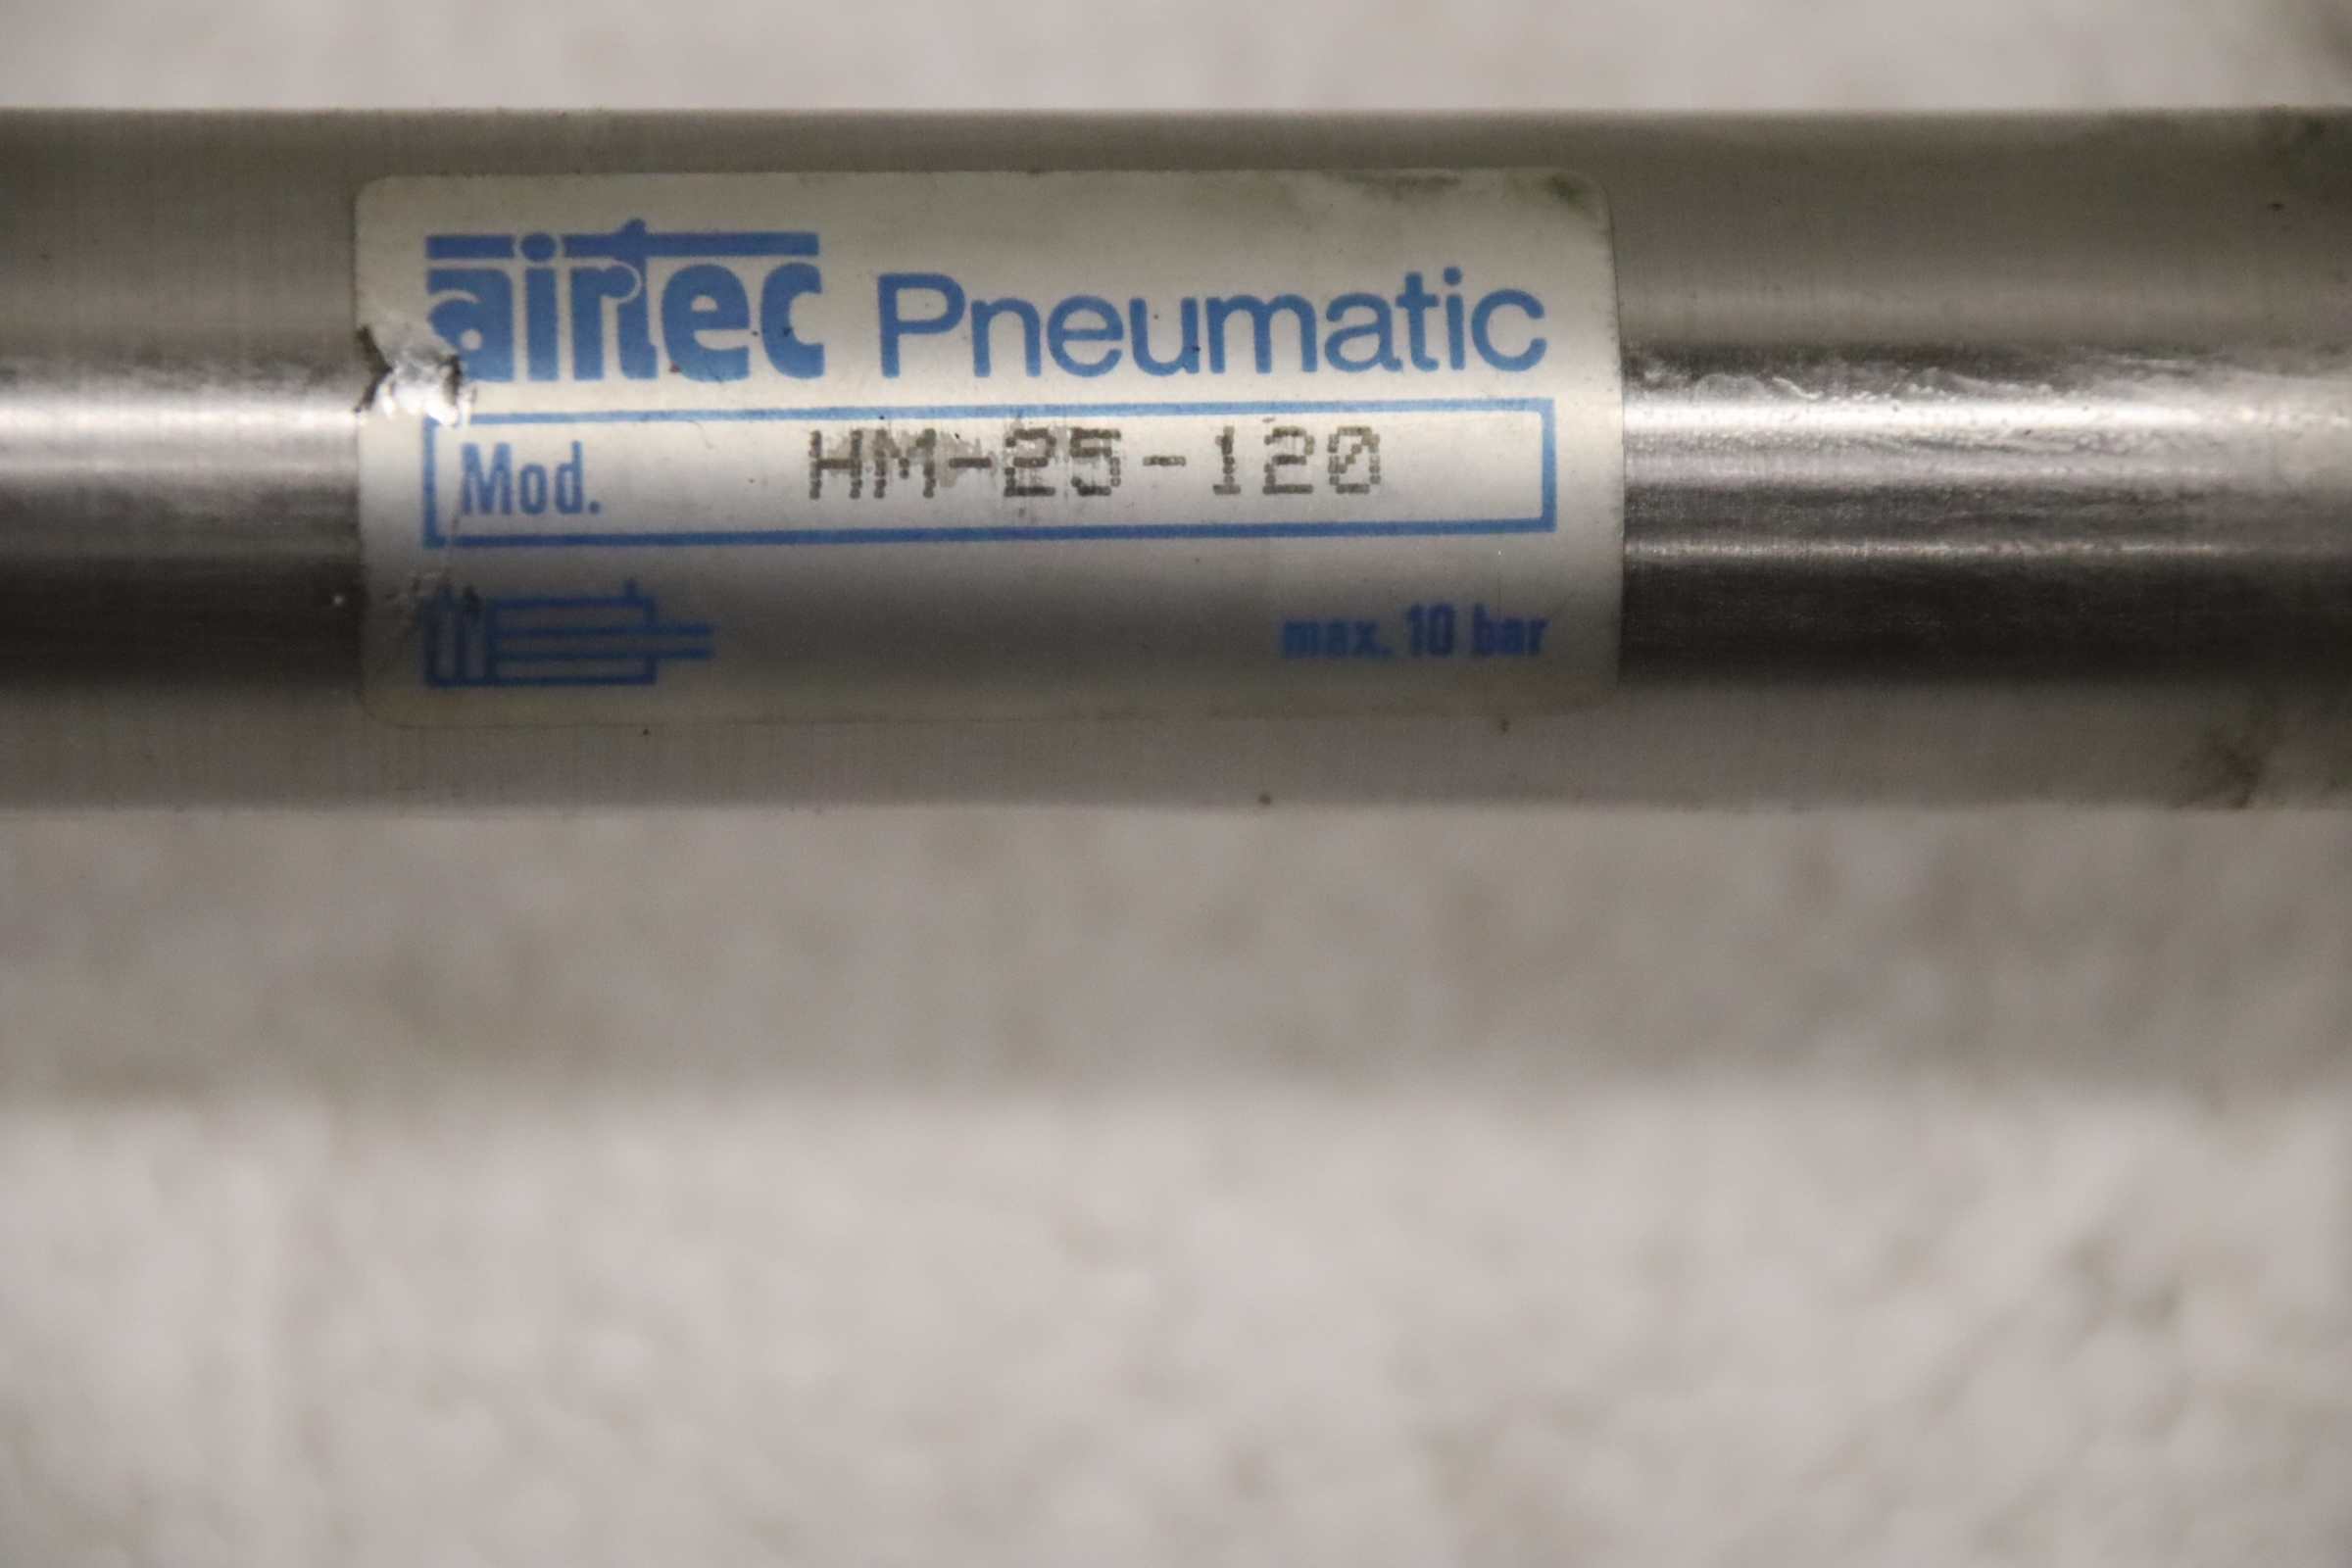 airtec Pneumatic
Mod. HM-25-120
max. 10 bar